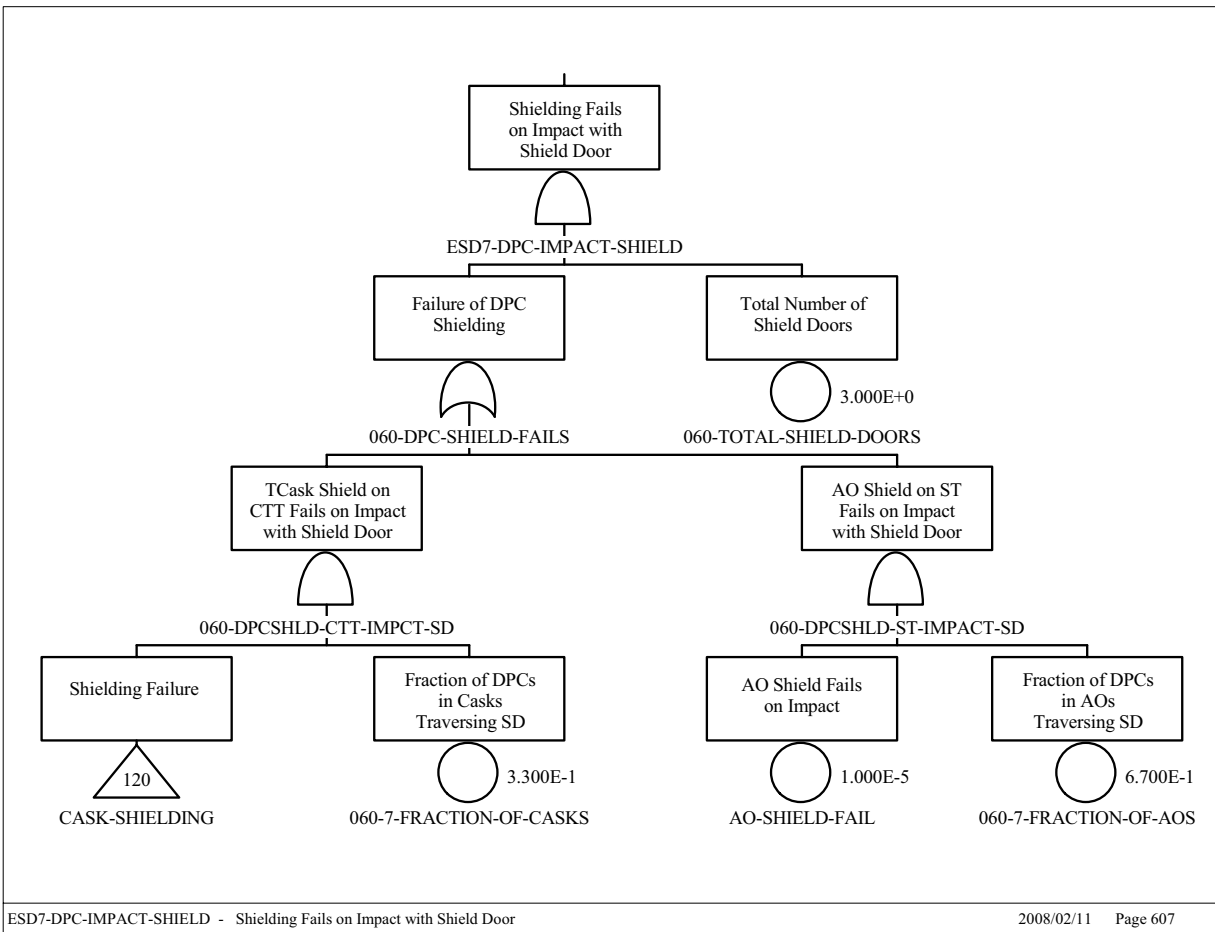 Shielding Fails
on Impact with
Shield Door
ESD7-DPC-IMPACT-SHIELD
Failure of DPC
Shielding
060-DPC-SHIELD-FAILS
Total Number of
Shield Doors
3.000E+0
060-TOTAL-SHIELD-DOORS
TCask Shield on
CTT Fails on Impact
with Shield Door
060-DPCSHLD-CTT-IMPCT-SD
AO Shield on ST
Fails on Impact
with Shield Door
060-DPCSHLD-ST-IMPACT-SD
Shielding Failure
120
CASK-SHIELDING
Fraction of DPCs
in Casks
Traversing SD
3.300E-1
060-7-FRACTION-OF-CASKS
AO Shield Fails
on Impact
1.000E-5
AO-SHIELD-FAIL
Fraction of DPCs
in AOs
Traversing SD
6.700E-1
060-7-FRACTION-OF-AOS
ESD7-DPC-IMPACT-SHIELD - Shielding Fails on Impact with Shield Door
2008/02/11 Page 607